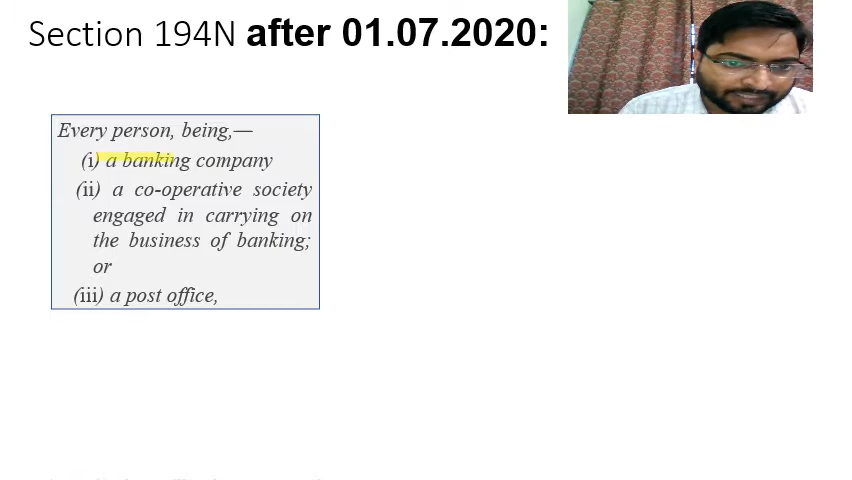 Section 194N after 01.07.2020:
Every person, being,—
(i) a banking company
(ii) a co-operative society
engaged in carrying on
the business of banking;
or
(iii) a post office,